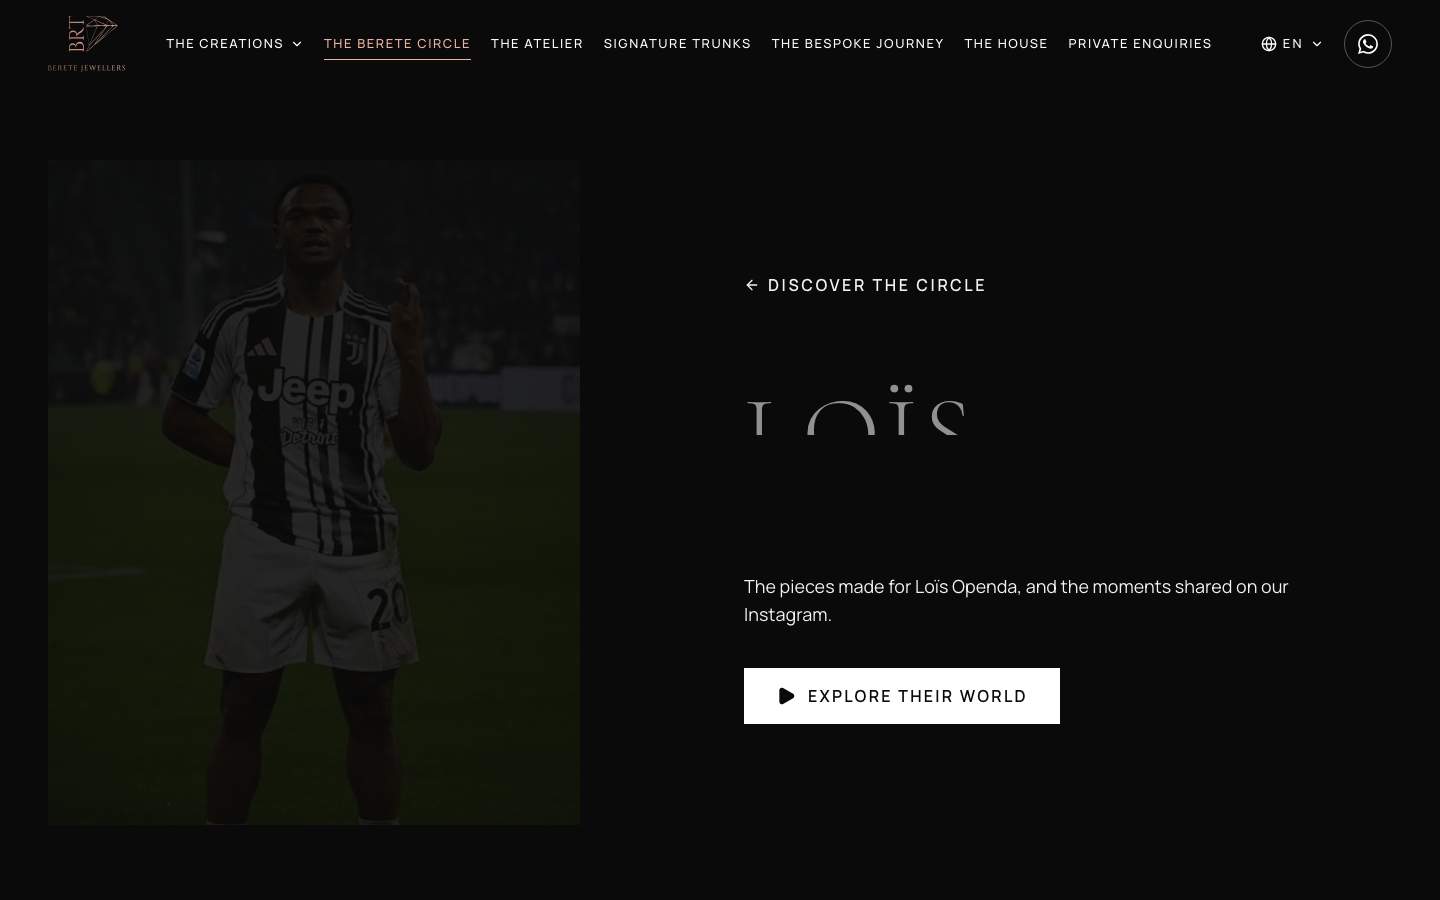 BRT
BERETE JEWELLERS
THE CREATIONS
THE BERETE CIRCLE
THE ATELIER
SIGNATURE TRUNKS
THE BESPOKE JOURNEY
THE HOUSE
PRIVATE ENQUIRIES
EN
DISCOVER THE CIRCLE
LOÏS
The pieces made for Loïs Openda, and the moments shared on our
Instagram.
EXPLORE THEIR WORLD
Jeep
Detroit
20